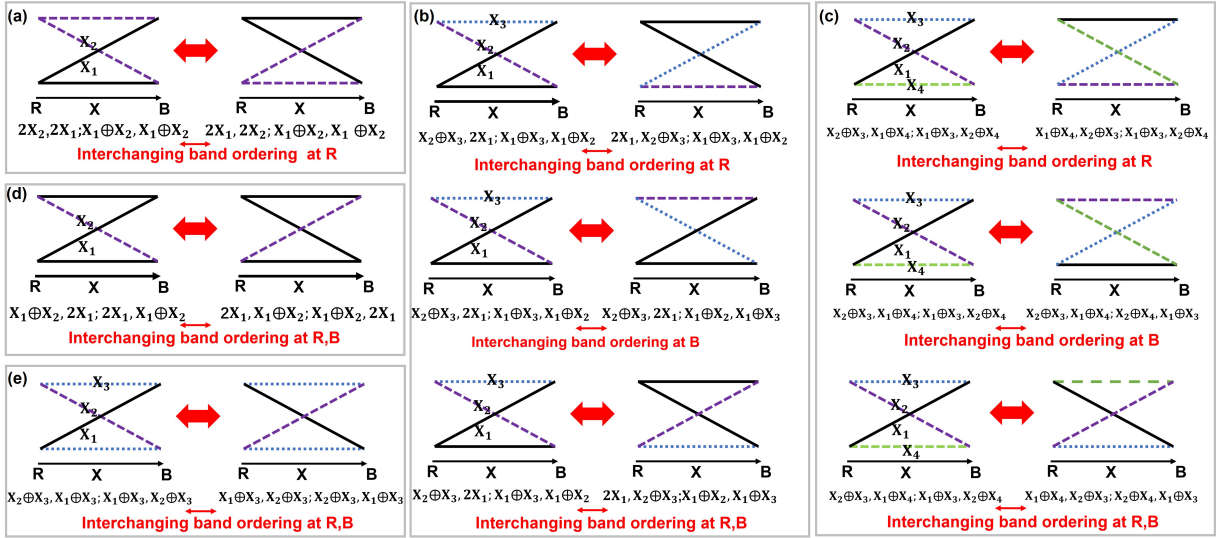 (a)
X₂
X₁
R X B R X B
2X₂,2X₁;X₁⊕X₂, X₁⊕X₂ 2X₁, 2X₂; X₁⊕X₂, X₁ ⊕X₂
Interchanging band ordering at R
(d)
X₂
X₁
R X B R X B
X₁⊕X₂, 2X₁; 2X₁, X₁⊕X₂ 2X₁, X₁⊕X₂; X₁⊕X₂, 2X₁
Interchanging band ordering at R,B
(e)
X₃
X₂
X₁
R X B R X B
X₂⊕X₃, X₁⊕X₃; X₁⊕X₃, X₂⊕X₃ X₁⊕X₃, X₂⊕X₃; X₂⊕X₃, X₁⊕X₃
Interchanging band ordering at R,B
(b)
X₃
X₂
X₁
R X B R X B
X₂⊕X₃, 2X₁; X₁⊕X₃, X₁⊕X₂ 2X₁, X₂⊕X₃; X₁⊕X₃, X₁⊕X₂
Interchanging band ordering at R
X₃
X₂
X₁
R X B R X B
X₂⊕X₃, 2X₁; X₁⊕X₃, X₁⊕X₂ X₂⊕X₃, 2X₁; X₁⊕X₂, X₁⊕X₃
Interchanging band ordering at B
X₃
X₂
X₁
R X B R X B
X₂⊕X₃, 2X₁; X₁⊕X₃, X₁⊕X₂ 2X₁, X₂⊕X₃;X₁⊕X₂, X₁⊕X₃
Interchanging band ordering at R,B
(c)
X₃
X₂
X₁
X₄
R X B R X B
X₂⊕X₃, X₁⊕X₄; X₁⊕X₃, X₂⊕X₄ X₁⊕X₄, X₂⊕X₃; X₁⊕X₃, X₂⊕X₄
Interchanging band ordering at R
X₃
X₂
X₁
X₄
R X B R X B
X₂⊕X₃, X₁⊕X₄; X₁⊕X₃, X₂⊕X₄ X₂⊕X₃, X₁⊕X₄; X₂⊕X₄, X₁⊕X₃
Interchanging band ordering at B
X₃
X₂
X₁
X₄
R X B R X B
X₂⊕X₃, X₁⊕X₄; X₁⊕X₃, X₂⊕X₄ X₁⊕X₄, X₂⊕X₃; X₂⊕X₄, X₁⊕X₃
Interchanging band ordering at R,B